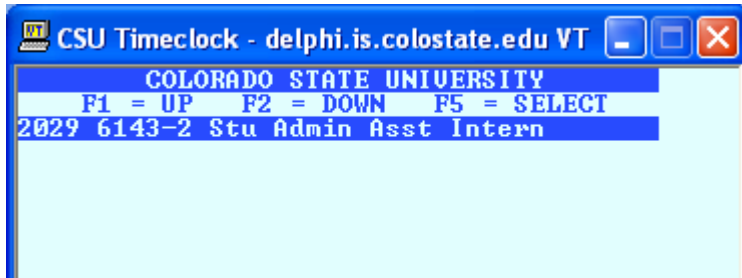 CSU Timeclock - delphi.is.colostate.edu VT
COLORADO STATE UNIVERSITY
F1 = UP F2 = DOWN F5 = SELECT
2029 6143-2 Stu Admin Asst Intern